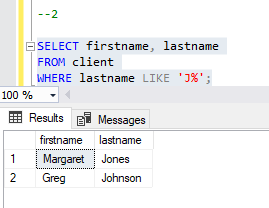 --2
SELECT firstname, lastname
FROM client
WHERE lastname LIKE 'J%';
100 %
Results Messages
firstname lastname
1 Margaret Jones
2 Greg Johnson